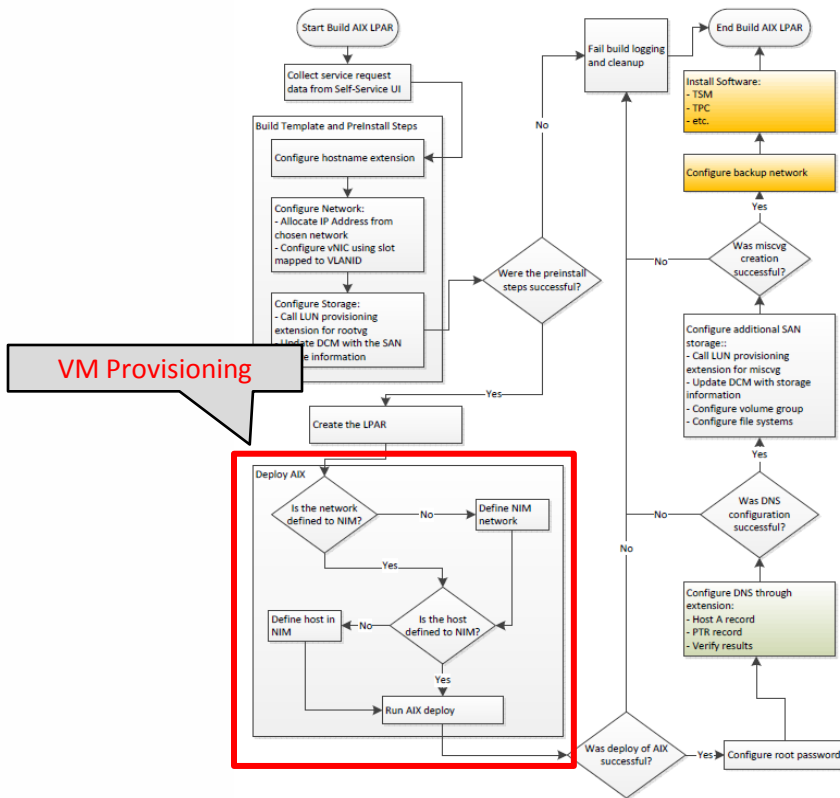 Start Build AIX LPAR
Collect service request
data from Self-Service UI
Build Template and PreInstall Steps
Configure hostname extension
Configure Network:
- Allocate IP Address from
chosen network
- Configure vNIC using slot
mapped to VLANID
Configure Storage:
- Call LUN provisioning
extension for rootvg
- Update DCM with the SAN
information
VM Provisioning
Were the preinstall
steps successful?
No
Yes
Fail build logging
and cleanup
End Build AIX LPAR
Create the LPAR
Deploy AIX
Is the network
defined to NIM?
No
Define NIM
network
Yes
Is the host
defined to NIM?
No
Define host in
NIM
Yes
Run AIX deploy
Was deploy of AIX
successful?
No
Yes
Configure root password
Configure DNS through
extension:
- Host A record
- PTR record
- Verify results
Was DNS
configuration
successful?
No
Yes
Configure additional SAN
storage::
- Call LUN provisioning
extension for miscvg
- Update DCM with storage
information
- Configure volume group
- Configure file systems
Was miscvg
creation
successful?
No
Yes
Configure backup network
Install Software:
- TSM
- TPC
- etc.